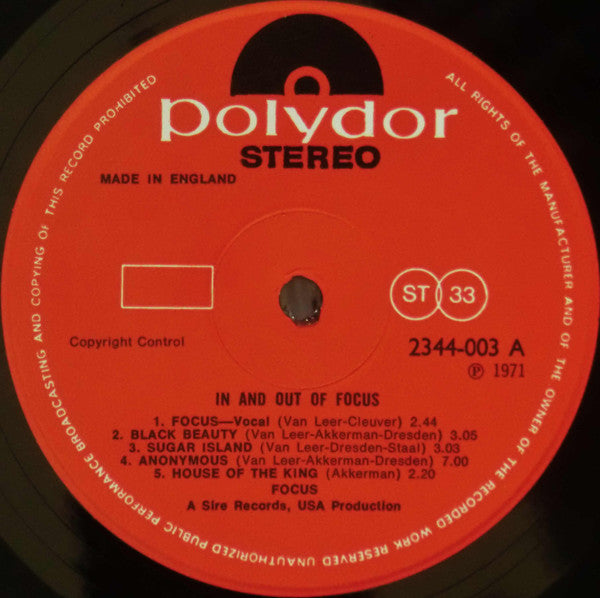 polydor
STEREO
MADE IN ENGLAND
ST 33
Copyright Control
2344-003 A
Ⓟ 1971
IN AND OUT OF FOCUS
1. FOCUS—Vocal (Van Leer-Cleuver) 2.44
2. BLACK BEAUTY (Van Leer-Akkerman-Dresden) 3.05
3. SUGAR ISLAND (Van Leer-Dresden-Staal) 3.03
4. ANONYMOUS (Van Leer-Akkerman-Dresden) 7.00
5. HOUSE OF THE KING (Akkerman) 2.20
FOCUS
A Sire Records, USA Production
ALL RIGHTS OF THE MANUFACTURER AND OF THE OWNER OF THE RECORDED WORK RESERVED UNAUTHORIZED PUBLIC PERFORMANCE BROADCASTING AND COPYING OF THIS RECORD PROHIBITED